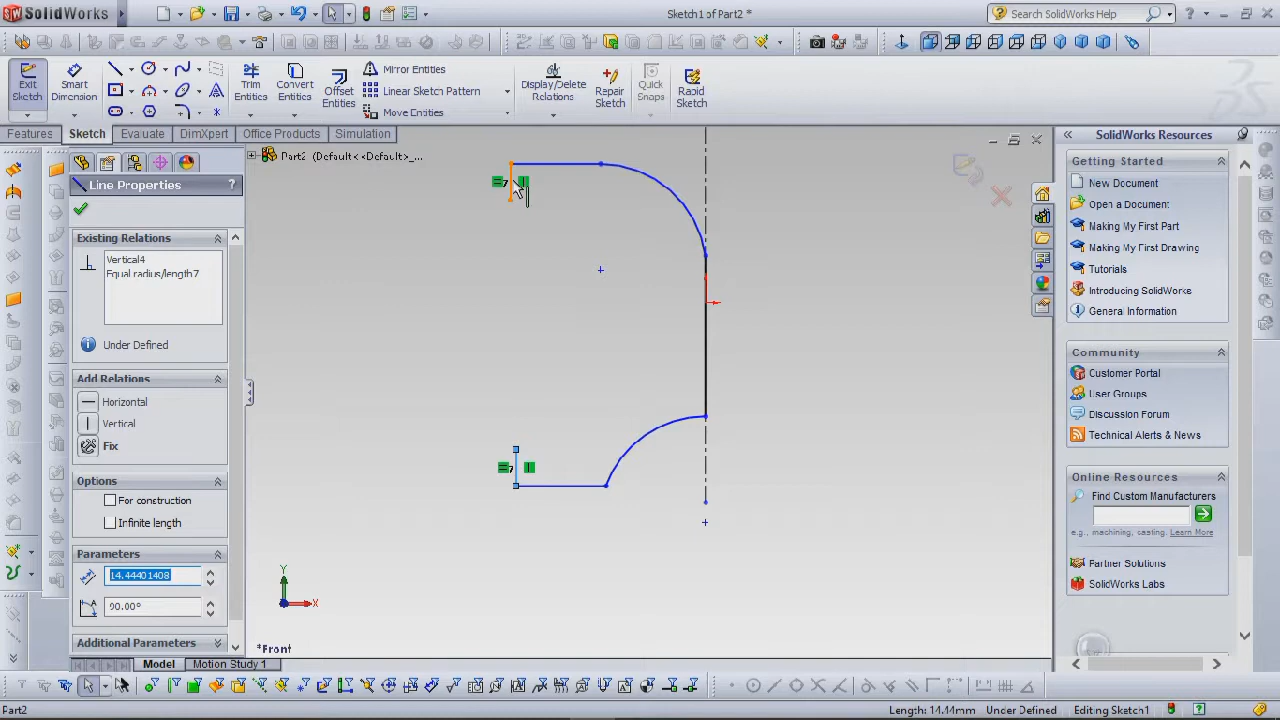 SolidWorks
Sketch1 of Part2 *
Search SolidWorks Help
Exit Sketch
Smart Dimension
Trim Entities
Convert Entities
Offset Entities
Mirror Entities
Linear Sketch Pattern
Move Entities
Display/Delete Relations
Repair Sketch
Quick Snaps
Rapid Sketch
Features
Sketch
Evaluate
DimXpert
Office Products
Simulation
Part2 (Default<<Default>_...
SolidWorks Resources
Line Properties
?
Existing Relations
Vertical4
Equal radius/length7
Under Defined
Add Relations
Horizontal
Vertical
Fix
Options
For construction
Infinite length
Parameters
14.44401408
90.00°
Additional Parameters
7
7
Y
X
*Front
Getting Started
New Document
Open a Document
Making My First Part
Making My First Drawing
Tutorials
Introducing SolidWorks
General Information
Community
Customer Portal
User Groups
Discussion Forum
Technical Alerts & News
Online Resources
Find Custom Manufacturers
e.g., machining, casting. Learn More
Partner Solutions
SolidWorks Labs
Model
Motion Study 1
Part2
Length: 14.44mm
Under Defined
Editing Sketch1